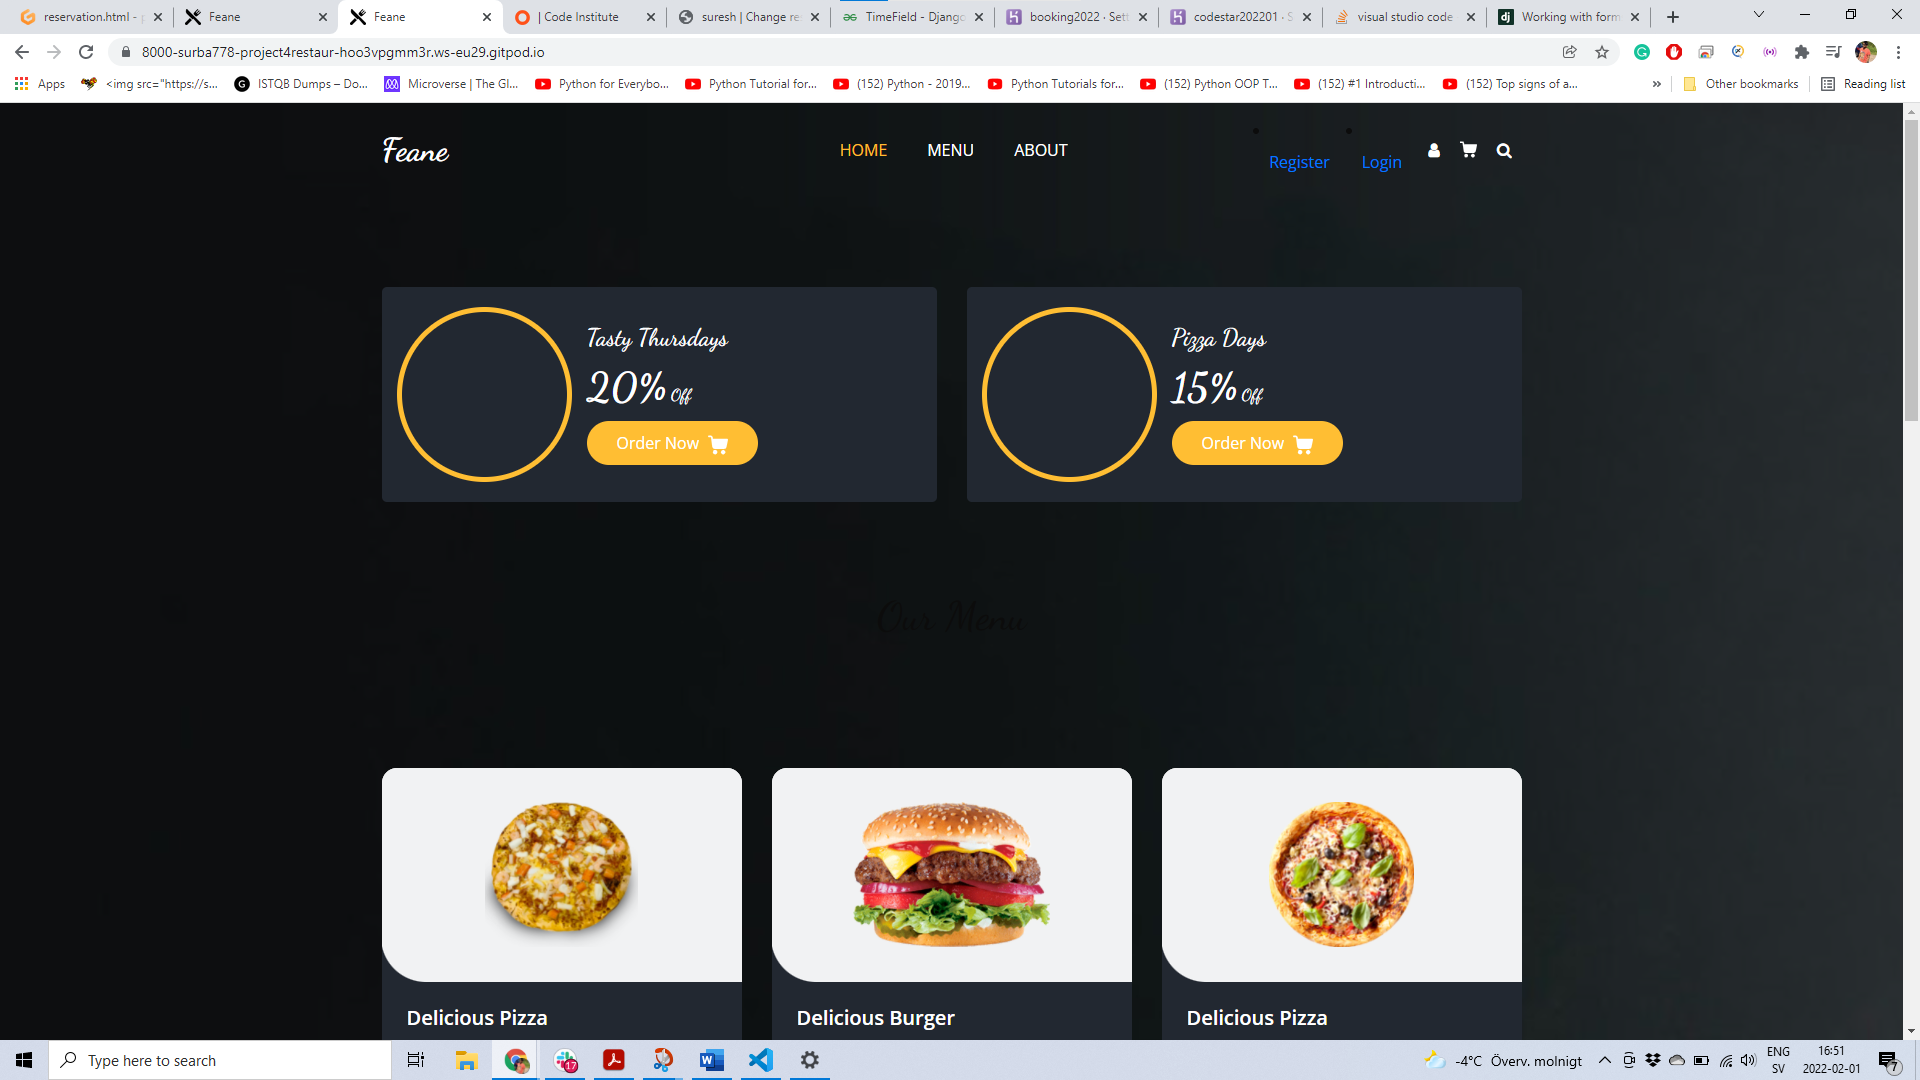 reservation.html - p
Feane
Feane
| Code Institute
suresh | Change re
TimeField - Django
booking2022 · Sett
codestar202201 · S
visual studio code
Working with form
8000-surba778-project4restaur-hoo3vpgmm3r.ws-eu29.gitpod.io
Apps
<img src="https://s...
ISTQB Dumps – Do...
Microverse | The Gl...
Python for Everybo...
Python Tutorial for...
(152) Python - 2019...
Python Tutorials for...
(152) Python OOP T...
(152) #1 Introducti...
(152) Top signs of a...
»
Other bookmarks
Reading list
Feane
HOME
MENU
ABOUT
Register
Login
Tasty Thursdays
20% Off
Order Now
Pizza Days
15% Off
Order Now
Our Menu
Delicious Pizza
Delicious Burger
Delicious Pizza
Type here to search
17
-4°C Överv. molnigt
ENG
SV
16:51
2022-02-01
7